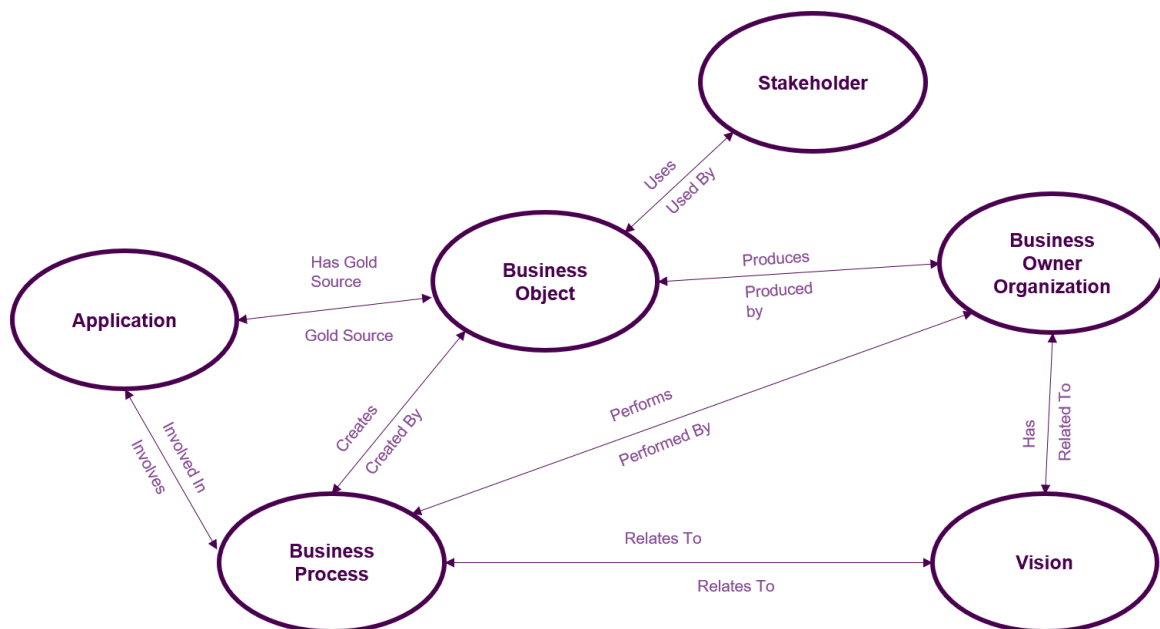 Stakeholder
Uses
Used By
Business
Owner
Organization
Produces
Produced
by
Business
Object
Has Gold
Source
Gold Source
Application
Performs
Performed By
Creates
Created By
Has
Related To
Involved In
Involves
Relates To
Relates To
Business
Process
Vision